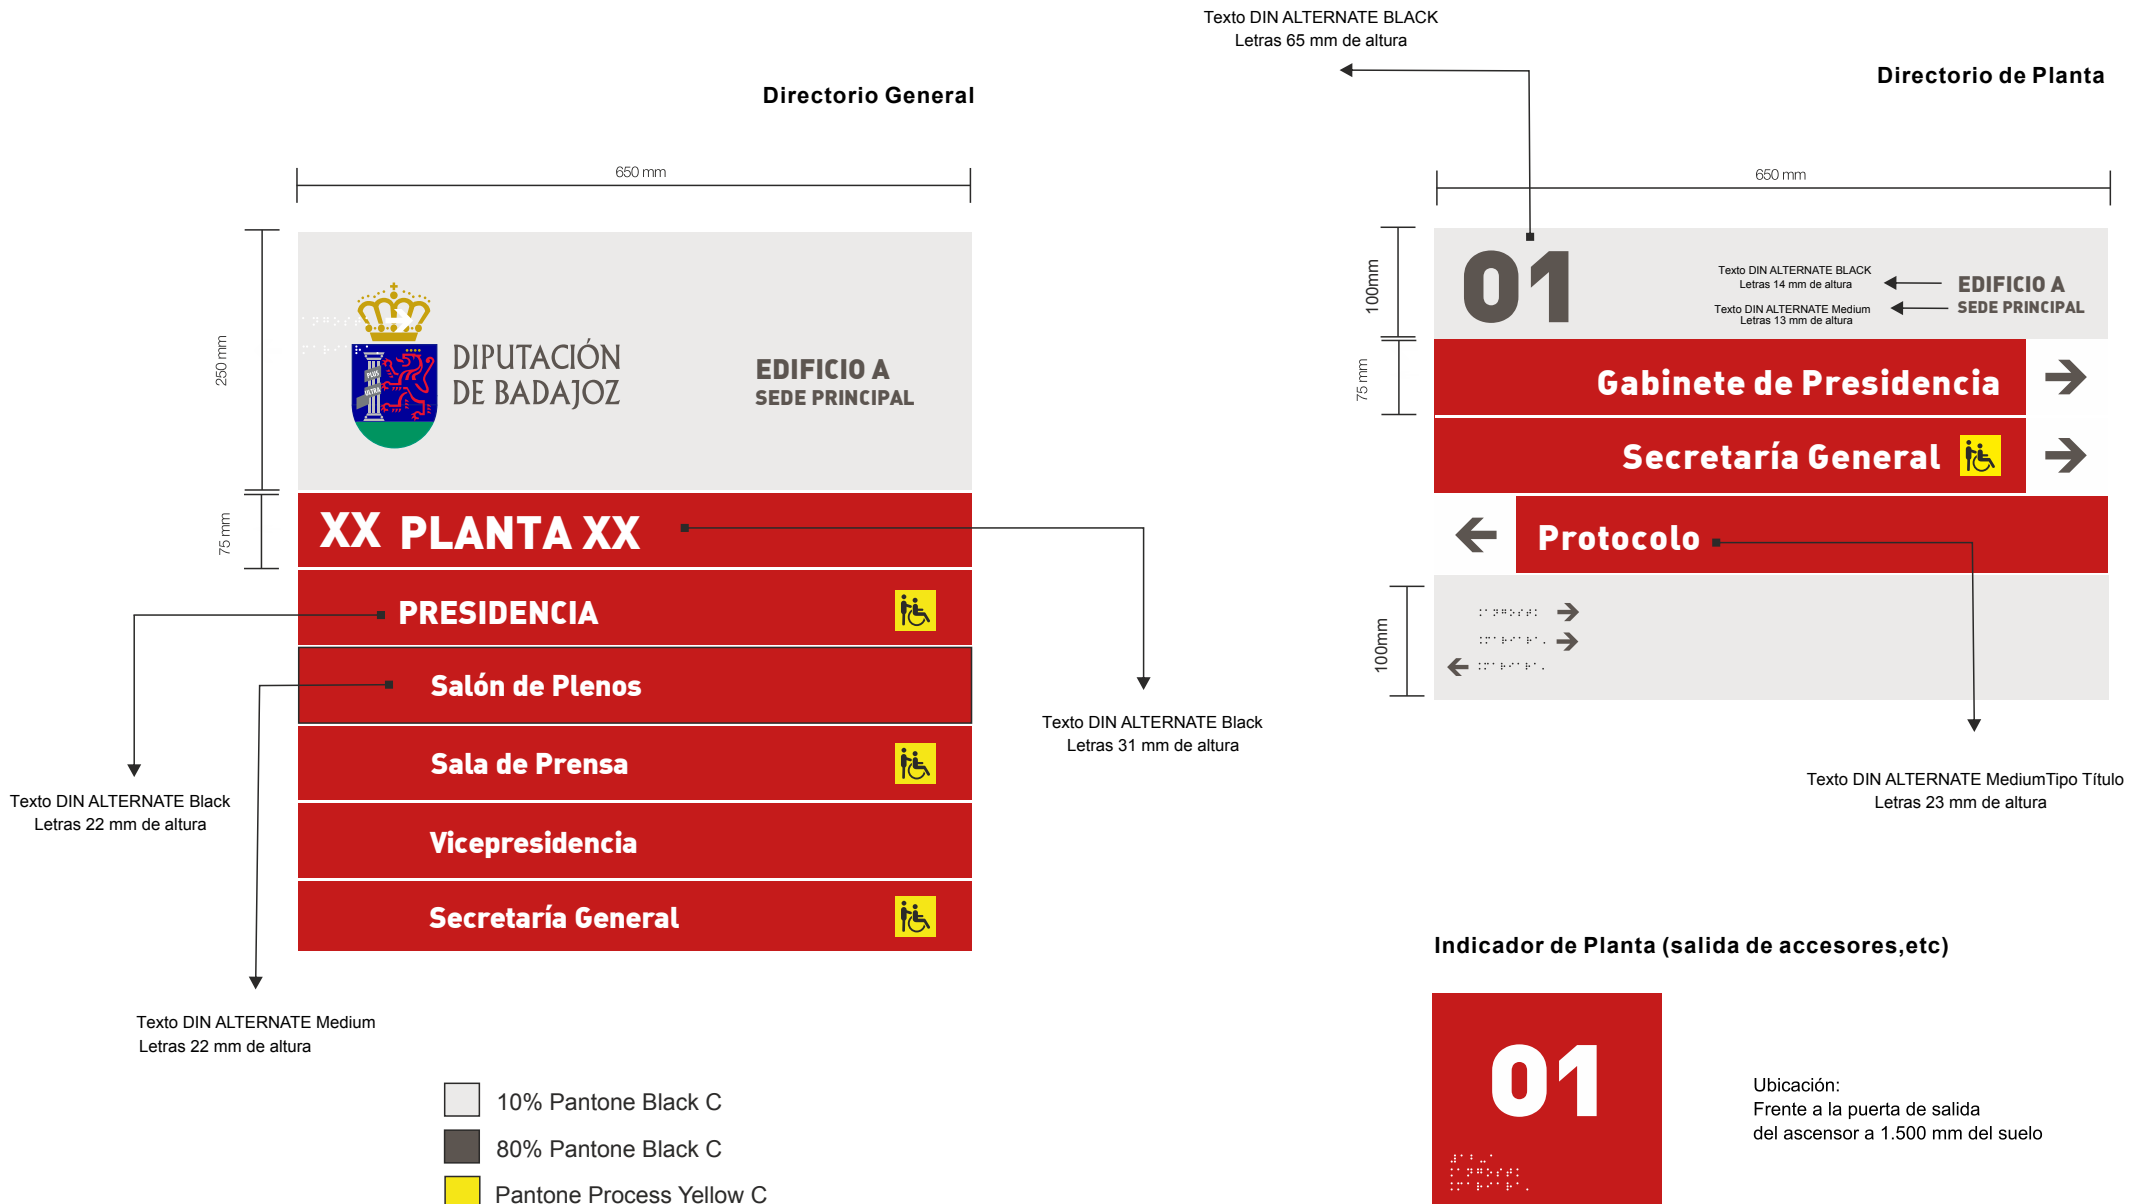 Texto DIN ALTERNATE BLACK
Letras 65 mm de altura
Directorio General
650 mm
250 mm
DIPUTACIÓN
DE BADAJOZ
PLUS
ULTRA
EDIFICIO A
SEDE PRINCIPAL
75 mm
XX PLANTA XX
PRESIDENCIA
Salón de Plenos
Sala de Prensa
Vicepresidencia
Secretaría General
Texto DIN ALTERNATE Black
Letras 22 mm de altura
Texto DIN ALTERNATE Medium
Letras 22 mm de altura
Texto DIN ALTERNATE Black
Letras 31 mm de altura
10% Pantone Black C
80% Pantone Black C
Pantone Process Yellow C
Directorio de Planta
650 mm
100mm
01
Texto DIN ALTERNATE BLACK
Letras 14 mm de altura
EDIFICIO A
Texto DIN ALTERNATE Medium
Letras 13 mm de altura
SEDE PRINCIPAL
75 mm
Gabinete de Presidencia
Secretaría General
Protocolo
100mm
Texto DIN ALTERNATE MediumTipo Título
Letras 23 mm de altura
Indicador de Planta (salida de accesores,etc)
01
Ubicación:
Frente a la puerta de salida
del ascensor a 1.500 mm del suelo